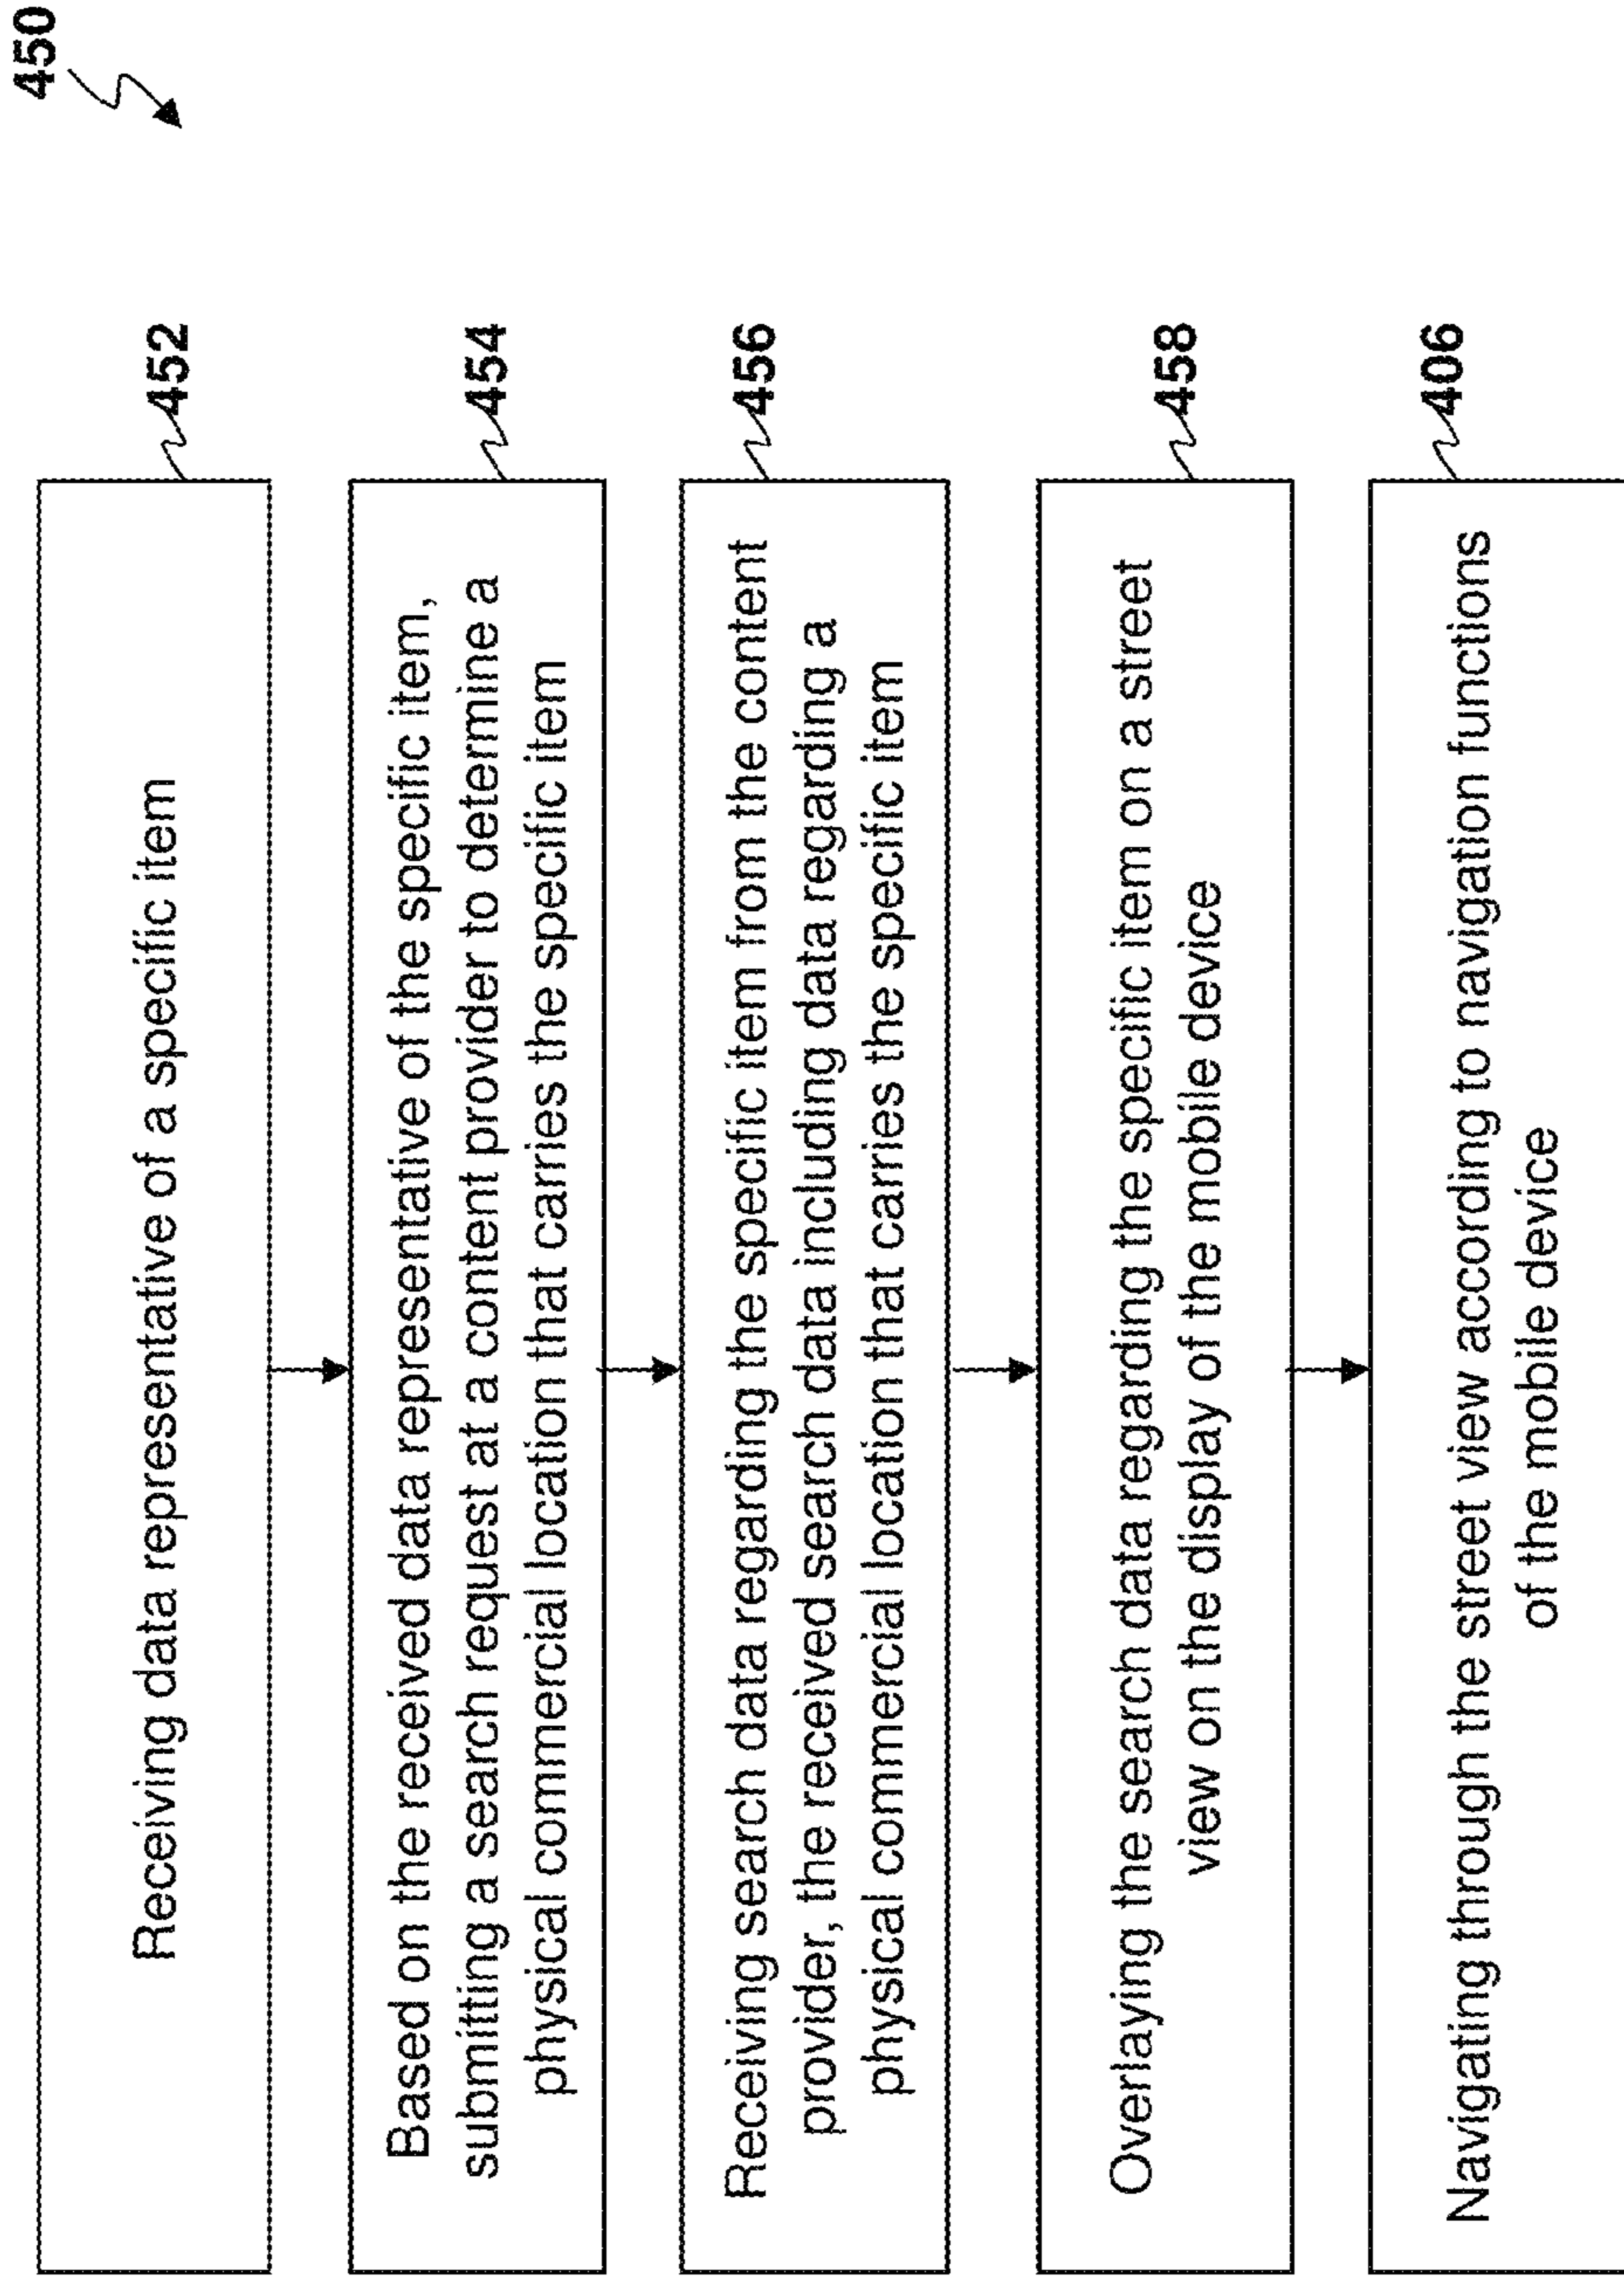 450
Receiving data representative of a specific item
452
Based on the received data representative of the specific item,
submitting a search request at a content provider to determine a
physical commercial location that carries the specific item
454
Receiving search data regarding the specific item from the content
provider, the received search data including data regarding a
physical commercial location that carries the specific item
456
Overlaying the search data regarding the specific item on a street
view on the display of the mobile device
458
Navigating through the street view according to navigation functions
of the mobile device
406